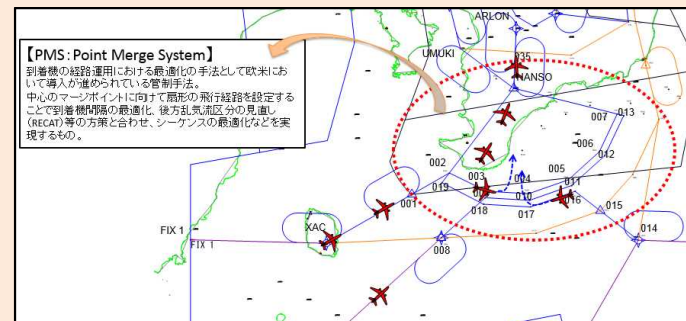 【PMS:Point Merge System】
到着機の経路運用における最適化の手法として欧米にお
いて導入が進められている管制手法。
中心のマージポイントに向けて扇形の飛行経路を設定するこ
とで到着機間隔の最適化、後方乱気流区分の見直し
(RECAT)等の方策と合わせ、シーケンスの最適化などを実
現するもの。
ARLON
UMUKI
035
NANSO
007
013
006
012
002
003
004
005
011
019
001
010
016
018
017
015
XAC
FIX 1
FIX 1
008
014